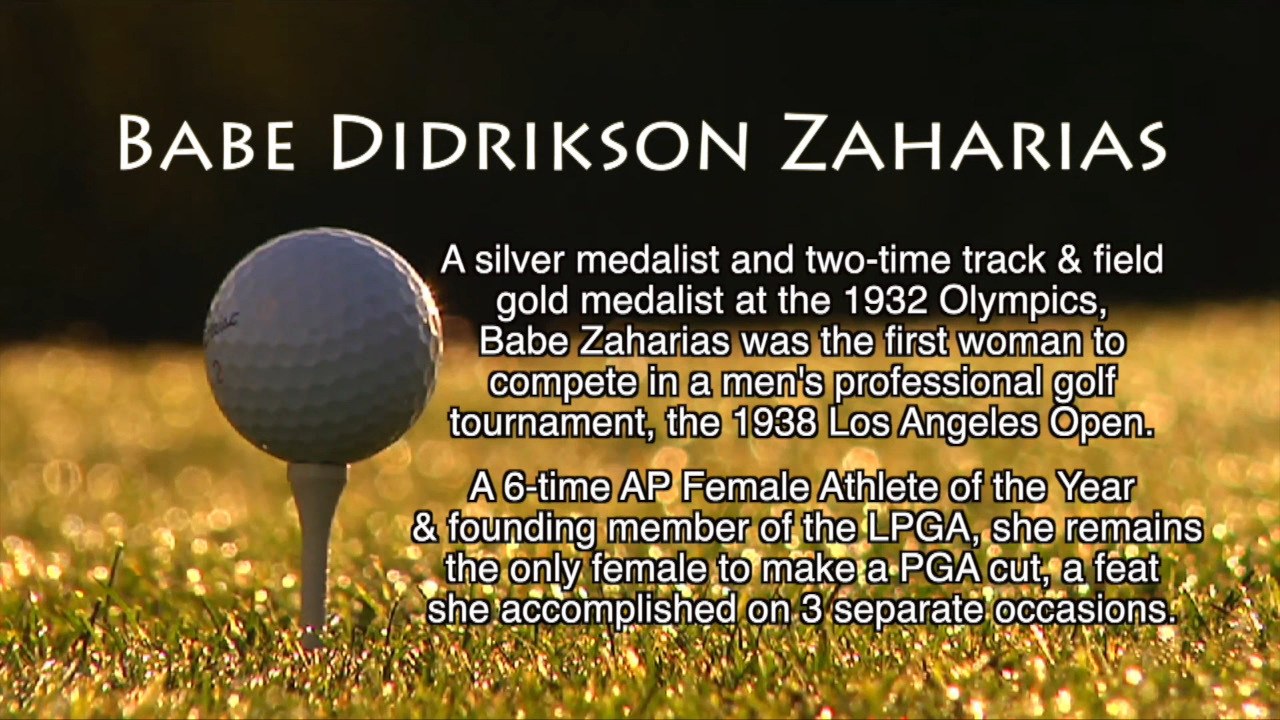 BABE DIDRIKSON ZAHARIAS
A silver medalist and two-time track & field
gold medalist at the 1932 Olympics,
Babe Zaharias was the first woman to
compete in a men's professional golf
tournament, the 1938 Los Angeles Open.
A 6-time AP Female Athlete of the Year
& founding member of the LPGA, she remains
the only female to make a PGA cut, a feat
she accomplished on 3 separate occasions.
2